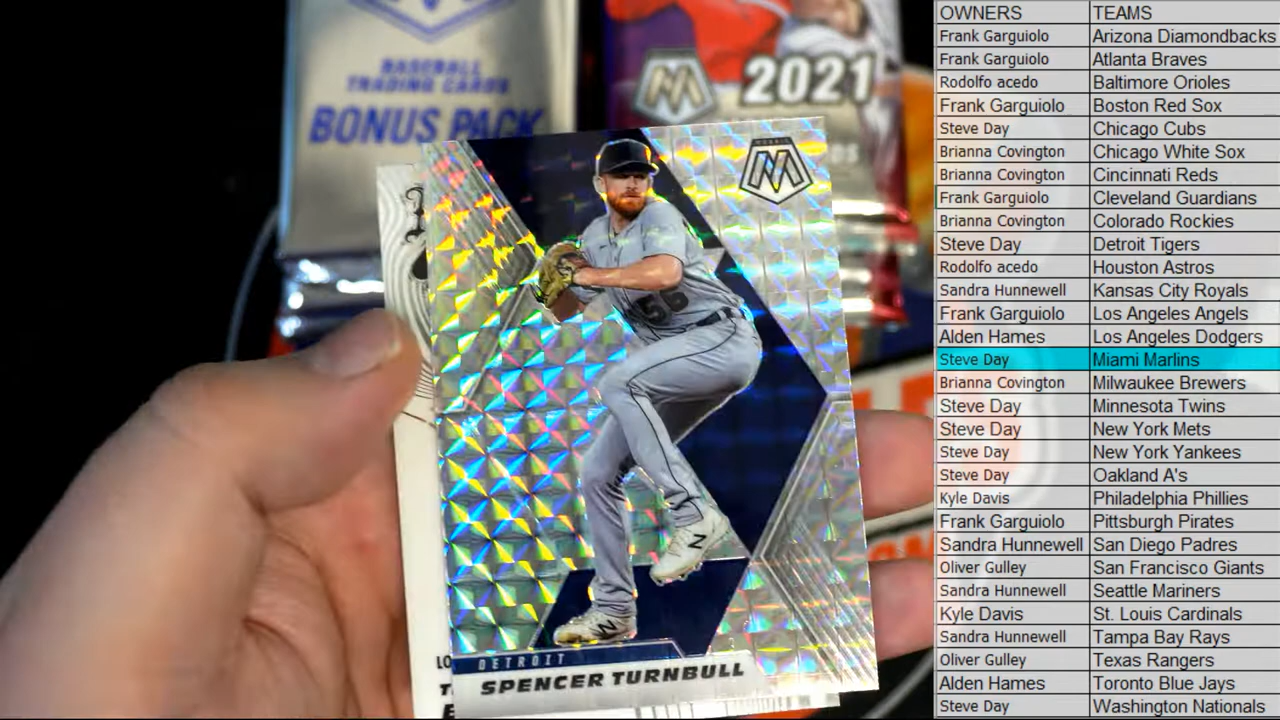 BASEBALL
TRADING CARDS
BONUS PACK
2021
56
DETROIT
SPENCER TURNBULL
LO
OWNERS TEAMS
Frank Garguiolo Arizona Diamondbacks
Frank Garguiolo Atlanta Braves
Rodolfo acedo Baltimore Orioles
Frank Garguiolo Boston Red Sox
Steve Day Chicago Cubs
Brianna Covington Chicago White Sox
Brianna Covington Cincinnati Reds
Frank Garguiolo Cleveland Guardians
Brianna Covington Colorado Rockies
Steve Day Detroit Tigers
Rodolfo acedo Houston Astros
Sandra Hunnewell Kansas City Royals
Frank Garguiolo Los Angeles Angels
Alden Hames Los Angeles Dodgers
Steve Day Miami Marlins
Brianna Covington Milwaukee Brewers
Steve Day Minnesota Twins
Steve Day New York Mets
Steve Day New York Yankees
Steve Day Oakland A's
Kyle Davis Philadelphia Phillies
Frank Garguiolo Pittsburgh Pirates
Sandra Hunnewell San Diego Padres
Oliver Gulley San Francisco Giants
Sandra Hunnewell Seattle Mariners
Kyle Davis St. Louis Cardinals
Sandra Hunnewell Tampa Bay Rays
Oliver Gulley Texas Rangers
Alden Hames Toronto Blue Jays
Steve Day Washington Nationals